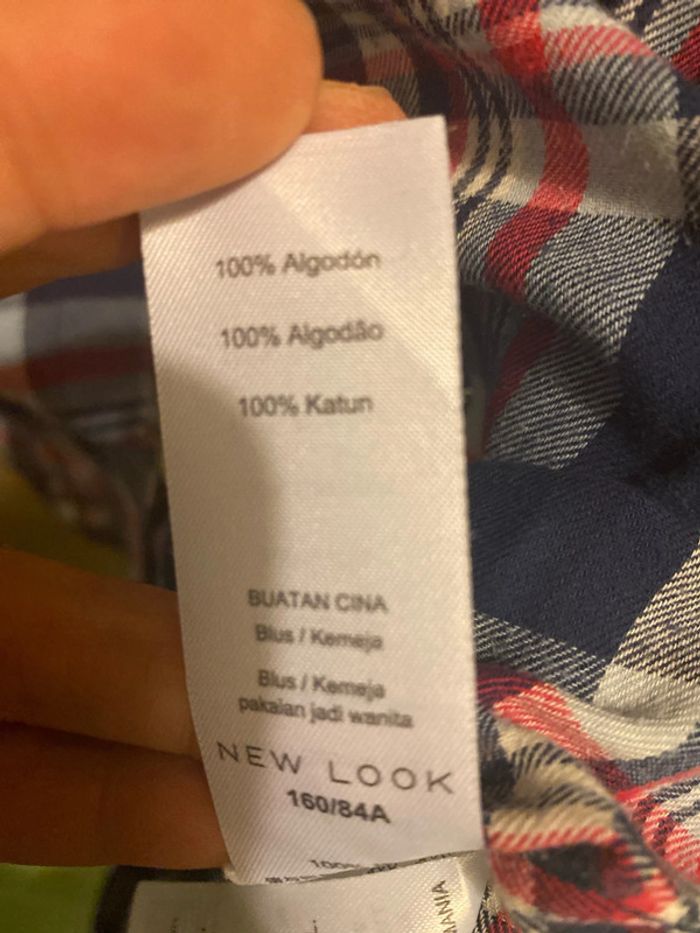 100% Algodón
100% Algodão
100% Katun
BUATAN CINA
Blus / Kemeja
Blus / Kemeja
pakaian jadi wanita
NEW LOOK
160/84A